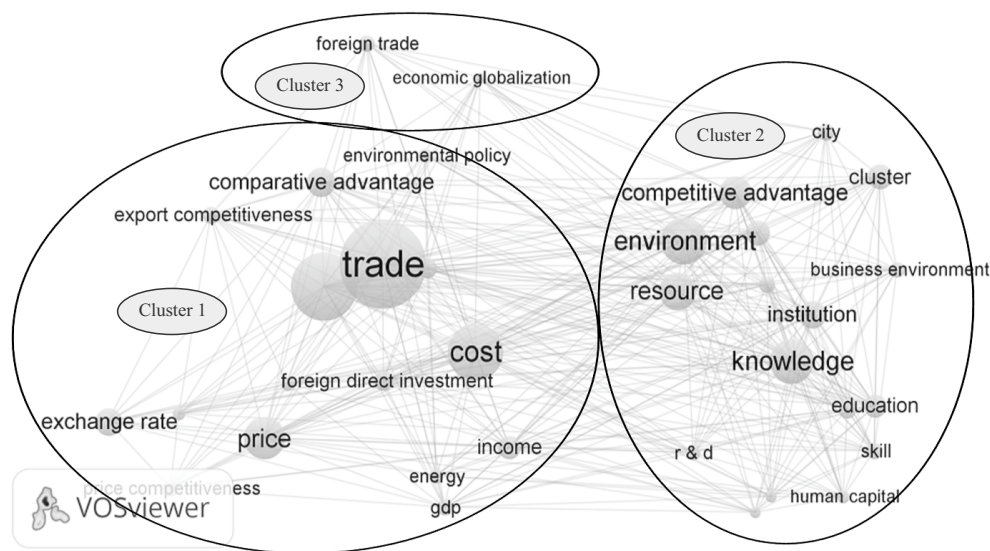 foreign trade
Cluster 3
economic globalization
environmental policy
comparative advantage
export competitiveness
trade
Cluster 1
cost
foreign direct investment
exchange rate
price
income
energy
price competitiveness
gdp
VOSviewer
Cluster 2
city
cluster
competitive advantage
environment
business environment
resource
institution
knowledge
education
r & d
skill
human capital